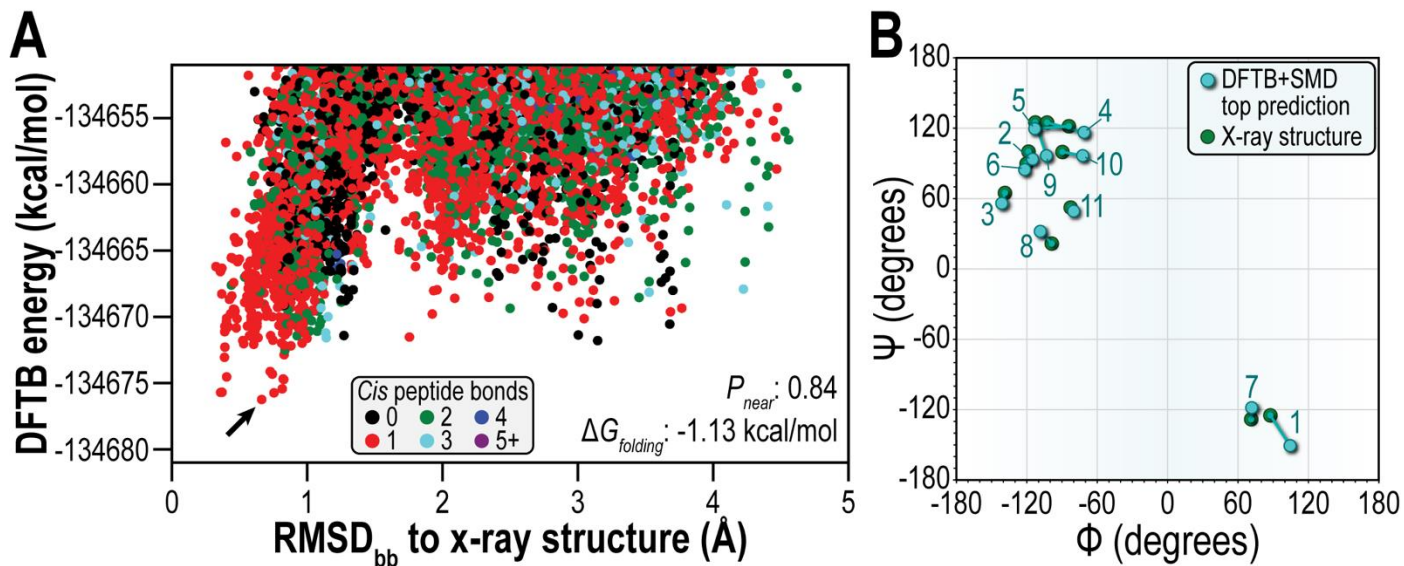 A
DFTB energy (kcal/mol)
-134655
-134660
-134665
-134670
-134675
-134680
Cis peptide bonds
0 2 4
1 3 5+
P_near: 0.84
ΔG_folding: -1.13 kcal/mol
0 1 2 3 4 5
RMSD_bb to x-ray structure (Å)
B
Ψ (degrees)
180
120
60
0
-60
-120
-180
DFTB+SMD
top prediction
X-ray structure
5 4
2
6 9 10
3 11
8
7 1
-180 -120 -60 0 60 120 180
Φ (degrees)